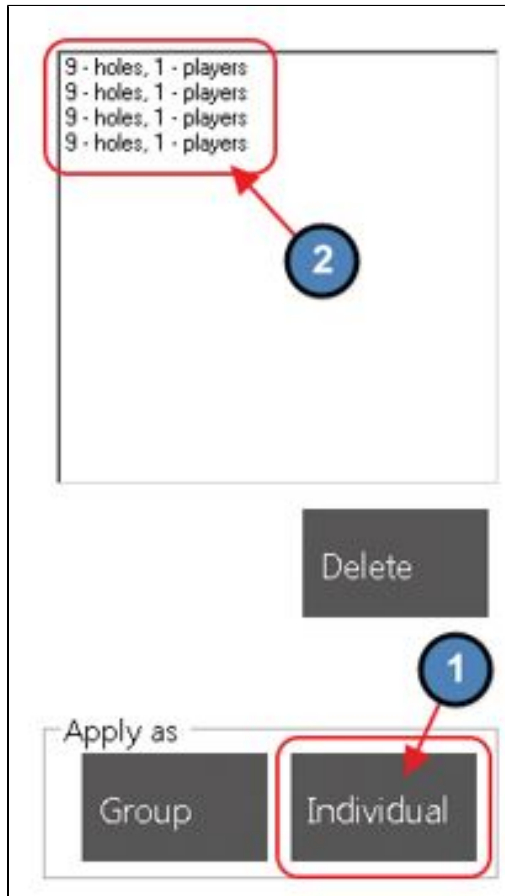 9 - holes, 1 - players
9 - holes, 1 - players
9 - holes, 1 - players
9 - holes, 1 - players
2
Delete
1
Apply as
Group
Individual